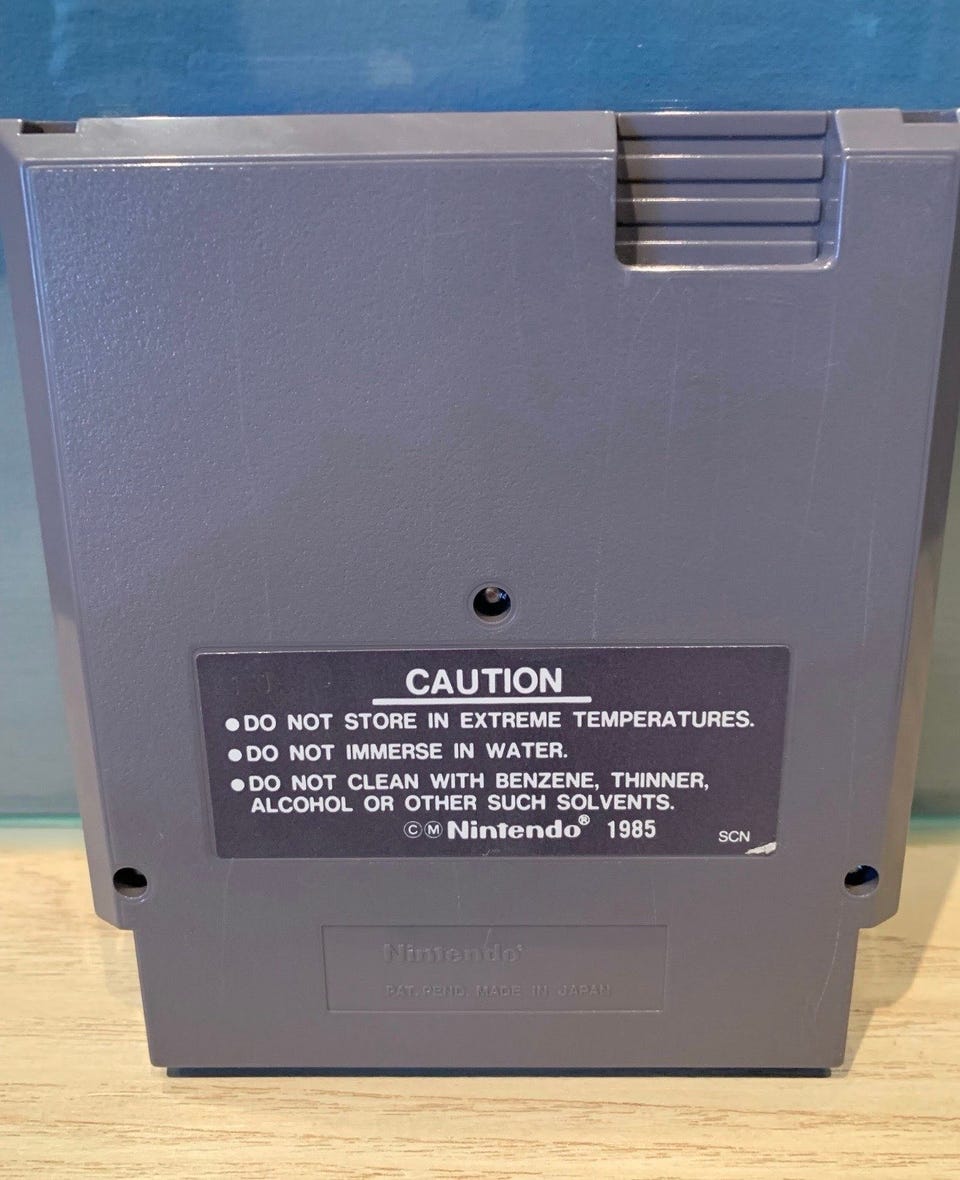 CAUTION
●DO NOT STORE IN EXTREME TEMPERATURES.
●DO NOT IMMERSE IN WATER.
●DO NOT CLEAN WITH BENZENE, THINNER,
ALCOHOL OR OTHER SUCH SOLVENTS.
ⒸⓂNintendo® 1985
SCN
Nintendo®
PAT. PEND. MADE IN JAPAN